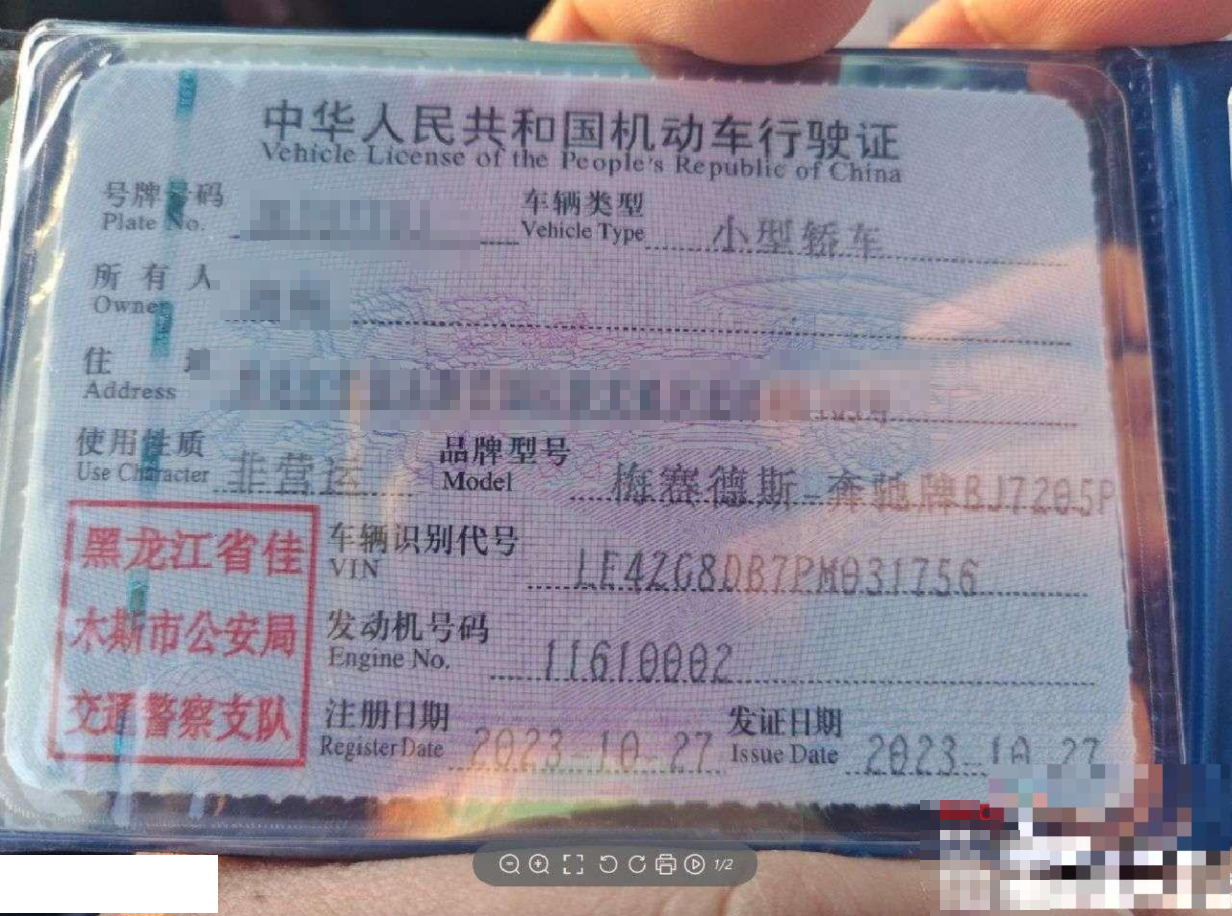 中华人民共和国机动车行驶证
Vehicle License of the People's Republic of China
号牌号码 车辆类型 小型轿车
Plate No. Vehicle Type
所有人
Owner
住
Address
使用性质 非营运 品牌型号 梅赛德斯-奔驰牌BJ7205P
Use Character Model
黑龙江省佳
木斯市公安局
交通警察支队
车辆识别代号 LE4ZG8DB7PM031756
VIN
发动机号码 11610002
Engine No.
注册日期 2023-10-27 发证日期 2023-10-27
Register Date Issue Date
1/2